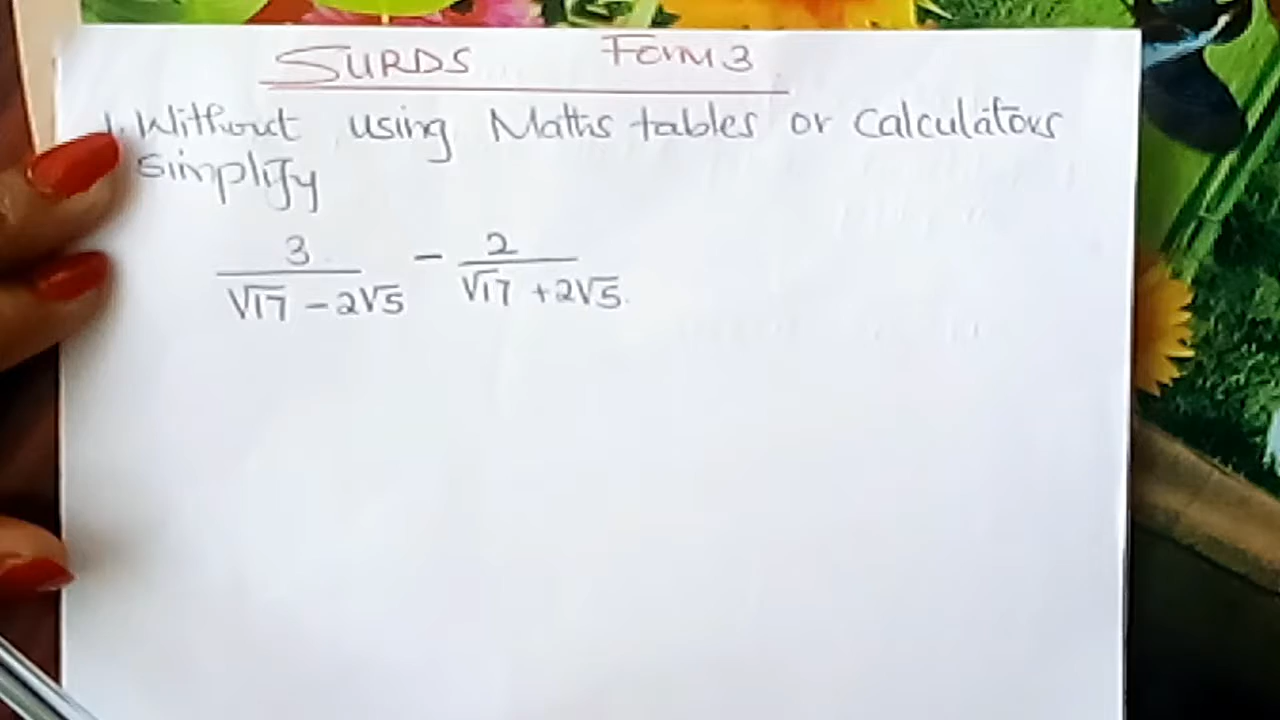 SURDS Form 3
1. Without using Maths tables or calculators
simplify
3/(√17 - 2√5) - 2/(√17 + 2√5)